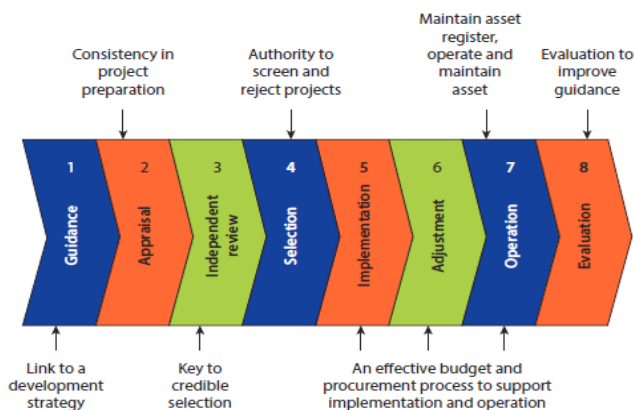 Consistency in
project
preparation
Authority to
screen and
reject projects
Maintain asset
register,
operate and
maintain
asset
Evaluation to
improve
guidance
1
Guidance
2
Appraisal
3
Independent
review
4
Selection
5
Implementation
6
Adjustment
7
Operation
8
Evaluation
Link to a
development
strategy
Key to
credible
selection
An effective budget and
procurement process to support
implementation and operation